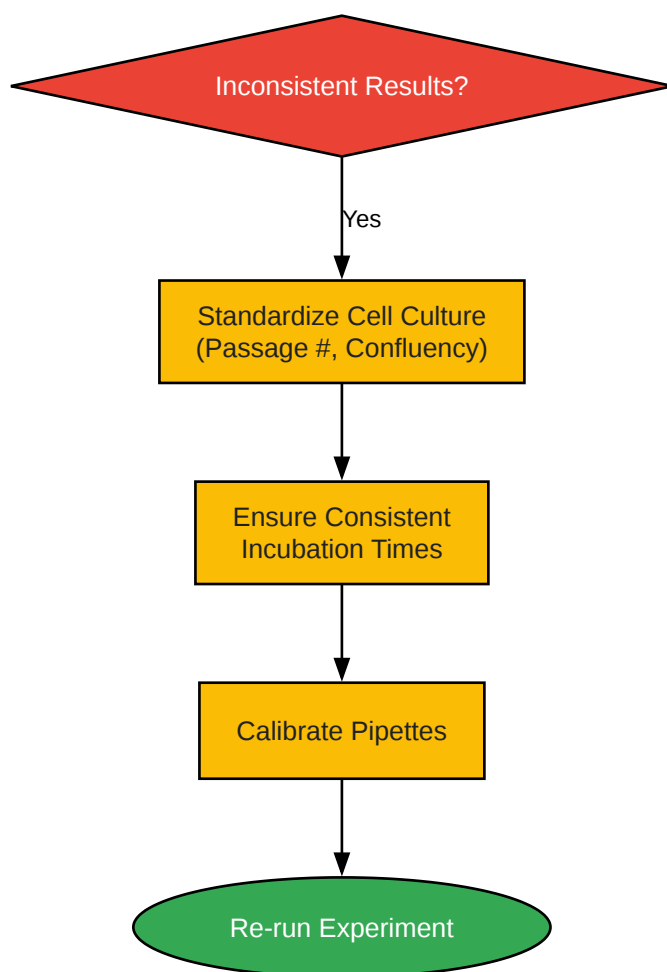 Inconsistent Results?
Yes
Standardize Cell Culture
(Passage #, Confluency)
Ensure Consistent
Incubation Times
Calibrate Pipettes
Re-run Experiment